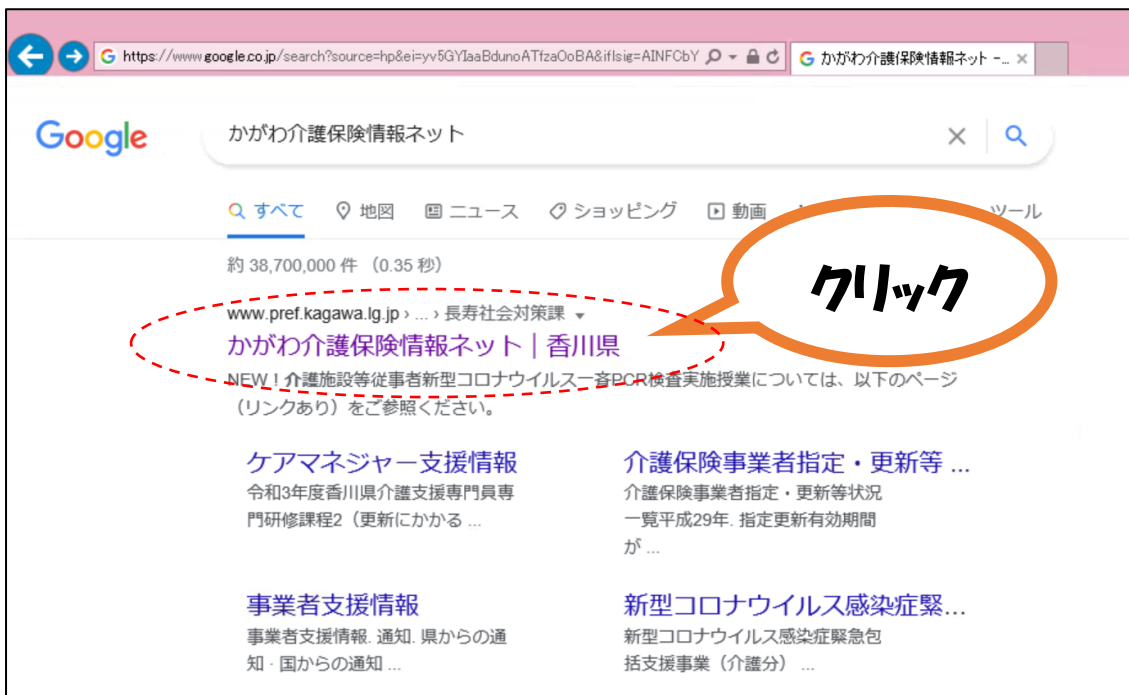 https://www.google.co.jp/search?source=hp&ei=yv5GYIaaBdunoATfzaOoBA&iflsig=AINFCbY
かがわ介護保険情報ネット -...
Google
かがわ介護保険情報ネット
すべて 地図 ニュース ショッピング 動画 ツール
約 38,700,000 件 (0.35 秒)
クリック
www.pref.kagawa.lg.jp › ... › 長寿社会対策課
かがわ介護保険情報ネット | 香川県
NEW！介護施設等従事者新型コロナウイルス一斉PCR検査実施授業については、以下のページ
（リンクあり）をご参照ください。
ケアマネジャー支援情報
令和3年度香川県介護支援専門員専
門研修課程2（更新にかかる ...
介護保険事業者指定・更新等 ...
介護保険事業者指定・更新等状況
一覧平成29年. 指定更新有効期間
が ...
事業者支援情報
事業者支援情報. 通知. 県からの通
知 · 国からの通知 ...
新型コロナウイルス感染症緊...
新型コロナウイルス感染症緊急包
括支援事業（介護分） ...